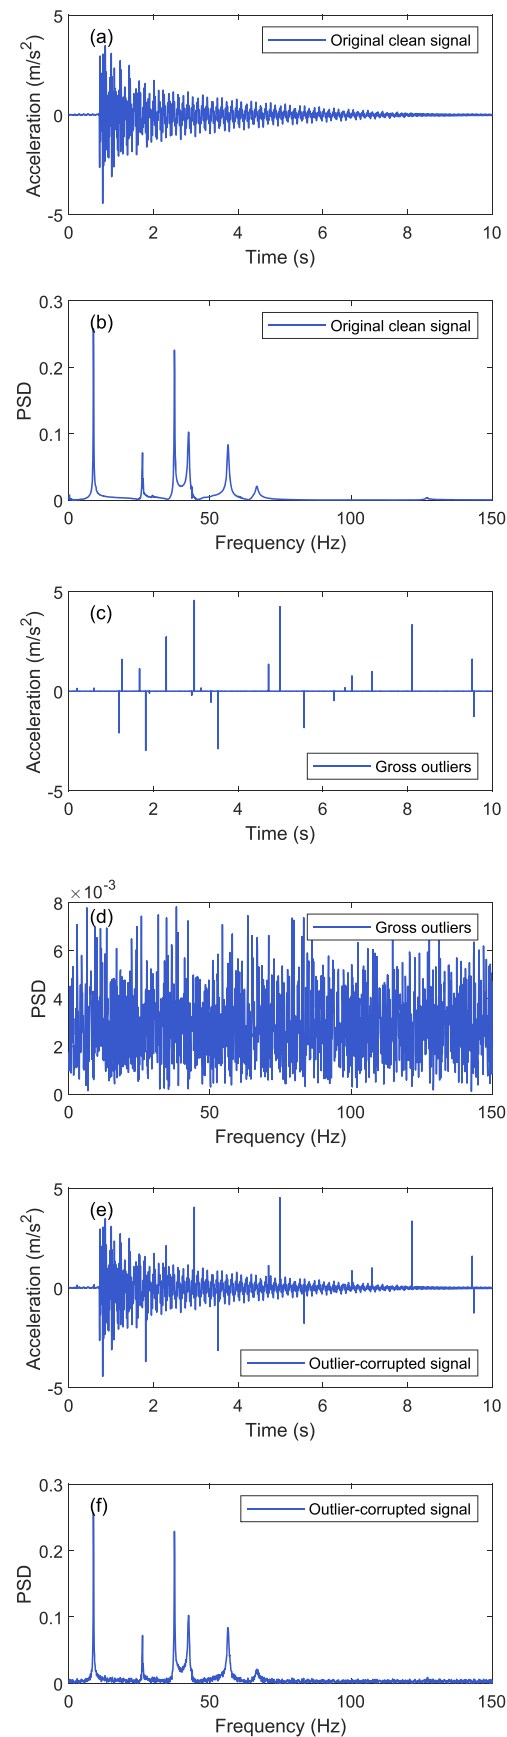 (a)
Original clean signal
5
0
-5
Acceleration (m/s²)
0 2 4 6 8 10
Time (s)
(b)
Original clean signal
0.3
0.2
0.1
0
PSD
0 50 100 150
Frequency (Hz)
(c)
5
0
-5
Acceleration (m/s²)
Gross outliers
0 2 4 6 8 10
Time (s)
×10⁻³
(d)
Gross outliers
8
6
4
2
0
PSD
0 50 100 150
Frequency (Hz)
(e)
5
0
-5
Acceleration (m/s²)
Outlier-corrupted signal
0 2 4 6 8 10
Time (s)
(f)
Outlier-corrupted signal
0.3
0.2
0.1
0
PSD
0 50 100 150
Frequency (Hz)